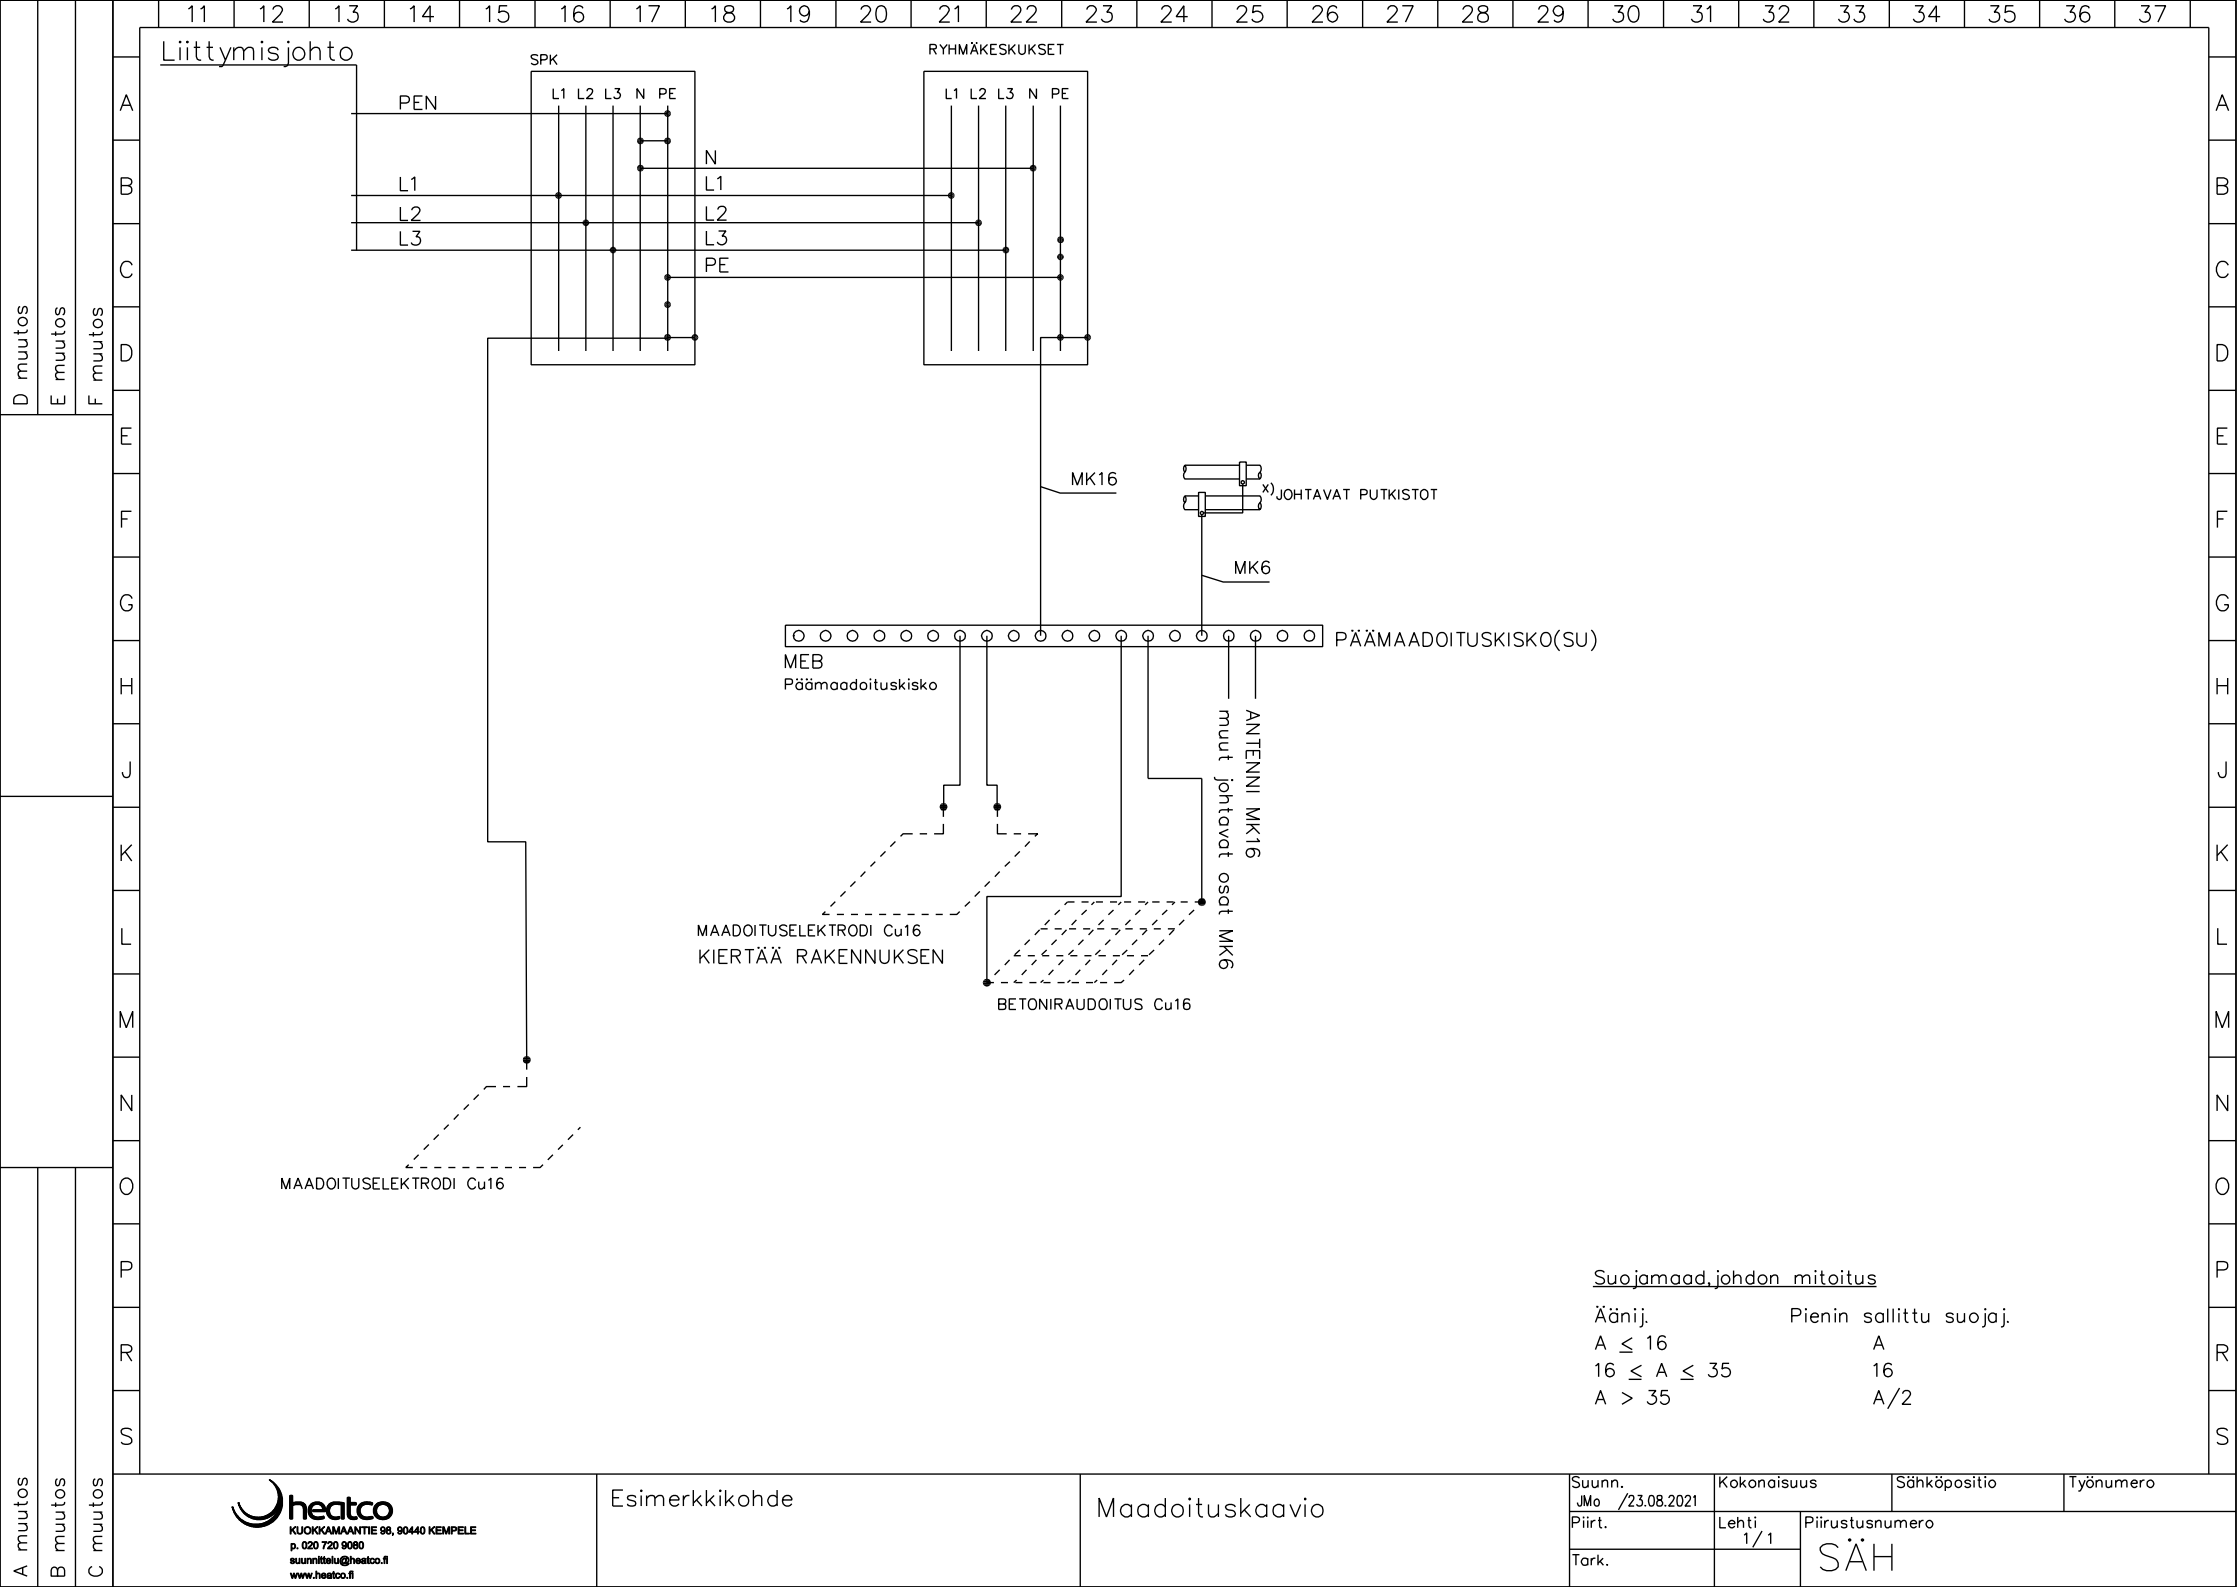 11 12 13 14 15 16 17 18 19 20 21 22 23 24 25 26 27 28 29 30 31 32 33 34 35 36 37
Liittymisjohto
SPK
RYHMÄKESKUKSET
L1 L2 L3 N PE
L1 L2 L3 N PE
PEN
N
L1
L1
L2
L2
L3
L3
PE
MK16
x) JOHTAVAT PUTKISTOT
MK6
PÄÄMAADOITUSKISKO(SU)
MEB
Päämaadoituskisko
ANTENNI MK16
muut johtavat osat MK6
MAADOITUSELEKTRODI Cu16
KIERTÄÄ RAKENNUKSEN
BETONIRAUDOITUS Cu16
MAADOITUSELEKTRODI Cu16
Suojamaad.johdon mitoitus
Äänij. Pienin sallittu suojaj.
A ≤ 16 A
16 ≤ A ≤ 35 16
A > 35 A/2
A
B
C
D
E
F
G
H
J
K
L
M
N
O
P
R
S
A
B
C
D
E
F
G
H
J
K
L
M
N
O
P
R
S
D muutos
E muutos
F muutos
A muutos
B muutos
C muutos
heatco
KUOKKAMAANTIE 98, 90440 KEMPELE
p. 020 720 9080
suunnittelu@heatco.fi
www.heatco.fi
Esimerkkikohde
Maadoituskaavio
Suunn.
JMo /23.08.2021
Kokonaisuus
Sähköpositio
Työnumero
Piirt.
Lehti
1/1
Piirustusnumero
SÄH
Tark.